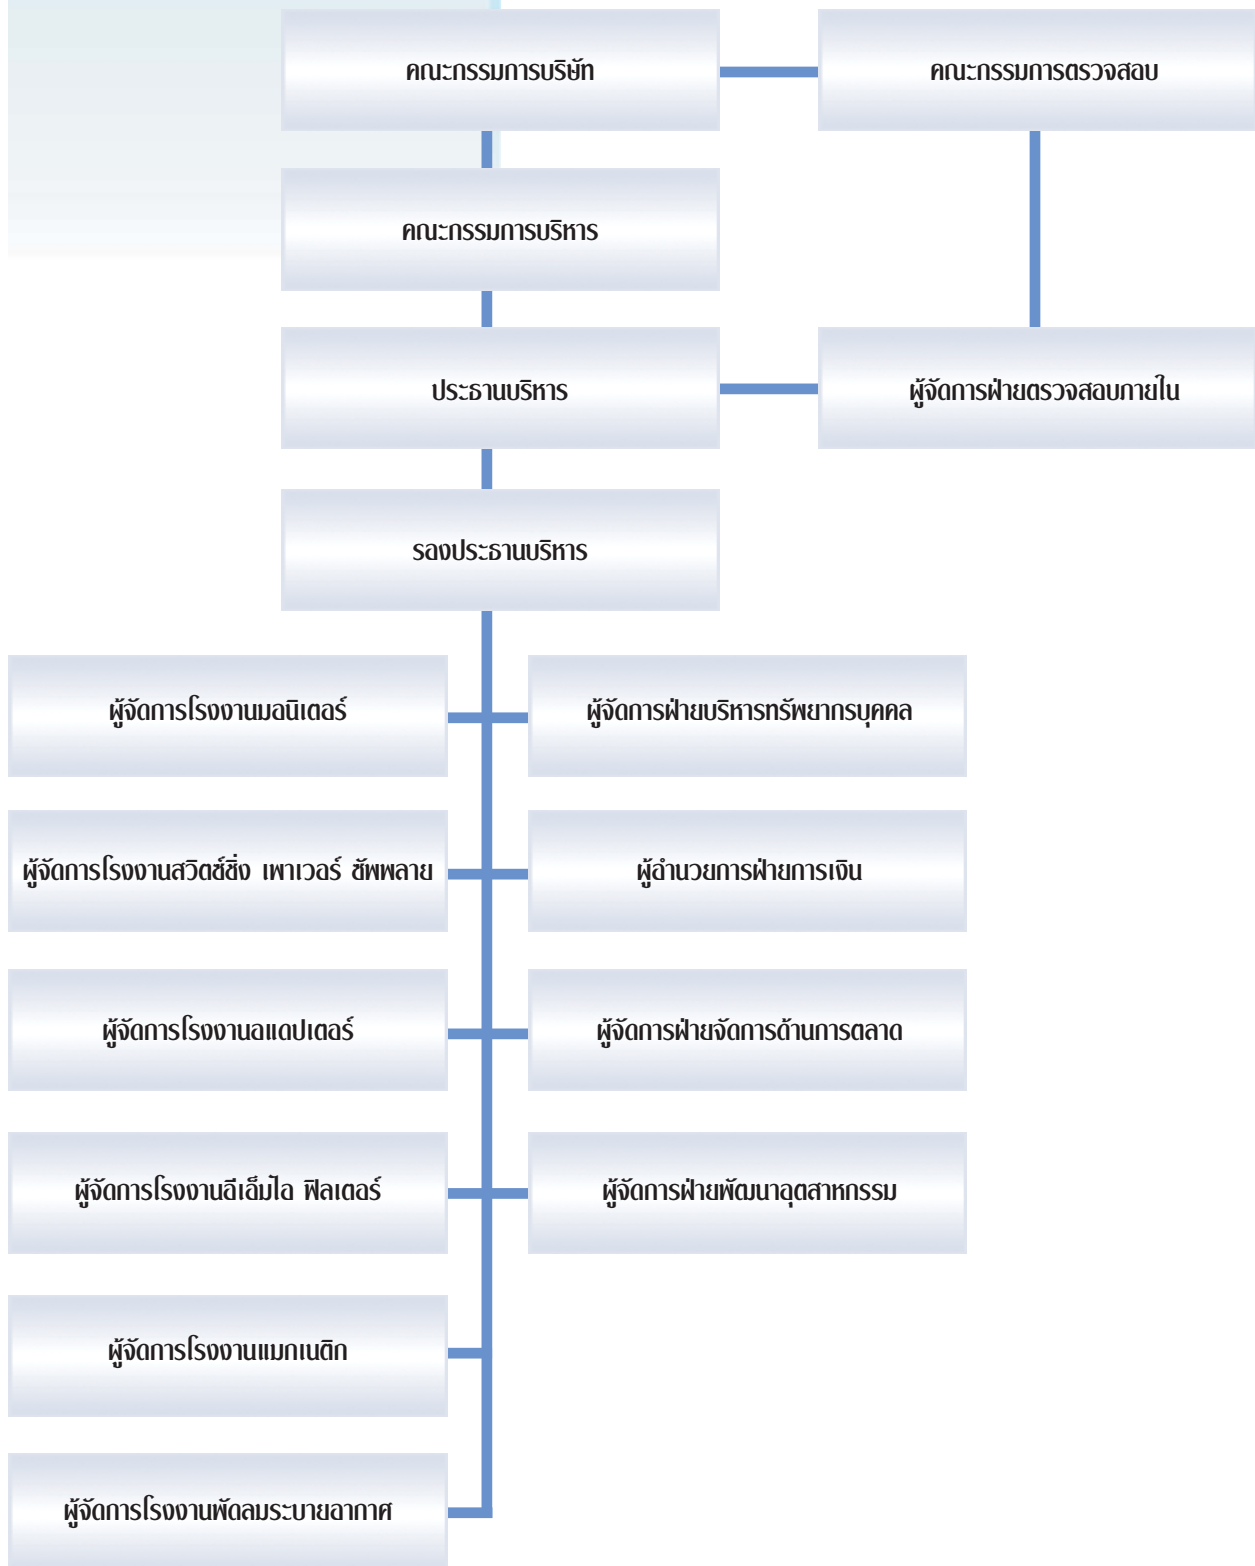 คณะกรรมการบริษัท
คณะกรรมการตรวจสอบ
คณะกรรมการบริหาร
ประธานบริหาร
ผู้จัดการฝ่ายตรวจสอบภายใน
รองประธานบริหาร
ผู้จัดการโรงงานมอนิเตอร์
ผู้จัดการฝ่ายบริหารทรัพยากรบุคคล
ผู้จัดการโรงงานสวิตซ์ชิ่ง เพาเวอร์ ซัพพลาย
ผู้อำนวยการฝ่ายการเงิน
ผู้จัดการโรงงานอแดปเตอร์
ผู้จัดการฝ่ายจัดการด้านการตลาด
ผู้จัดการโรงงานอีเอ็มไอ ฟิลเตอร์
ผู้จัดการฝ่ายพัฒนาอุตสาหกรรม
ผู้จัดการโรงงานแมกเนติก
ผู้จัดการโรงงานพัดลมระบายอากาศ